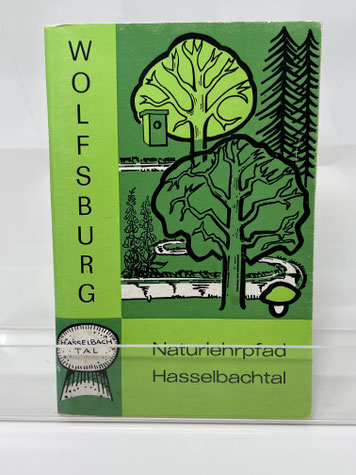 WOLFSBURG
HASSELBACH
TAL
Naturlehrpfad
Hasselbachtal